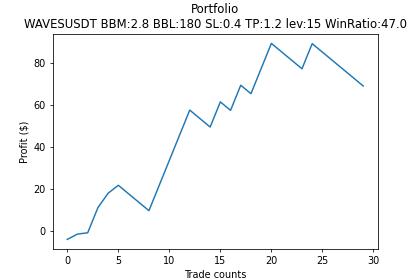 Portfolio
WAVESUSDT BBM:2.8 BBL:180 SL:0.4 TP:1.2 lev:15 WinRatio:47.0
Profit ($)
80
60
40
20
0
0 5 10 15 20 25 30
Trade counts